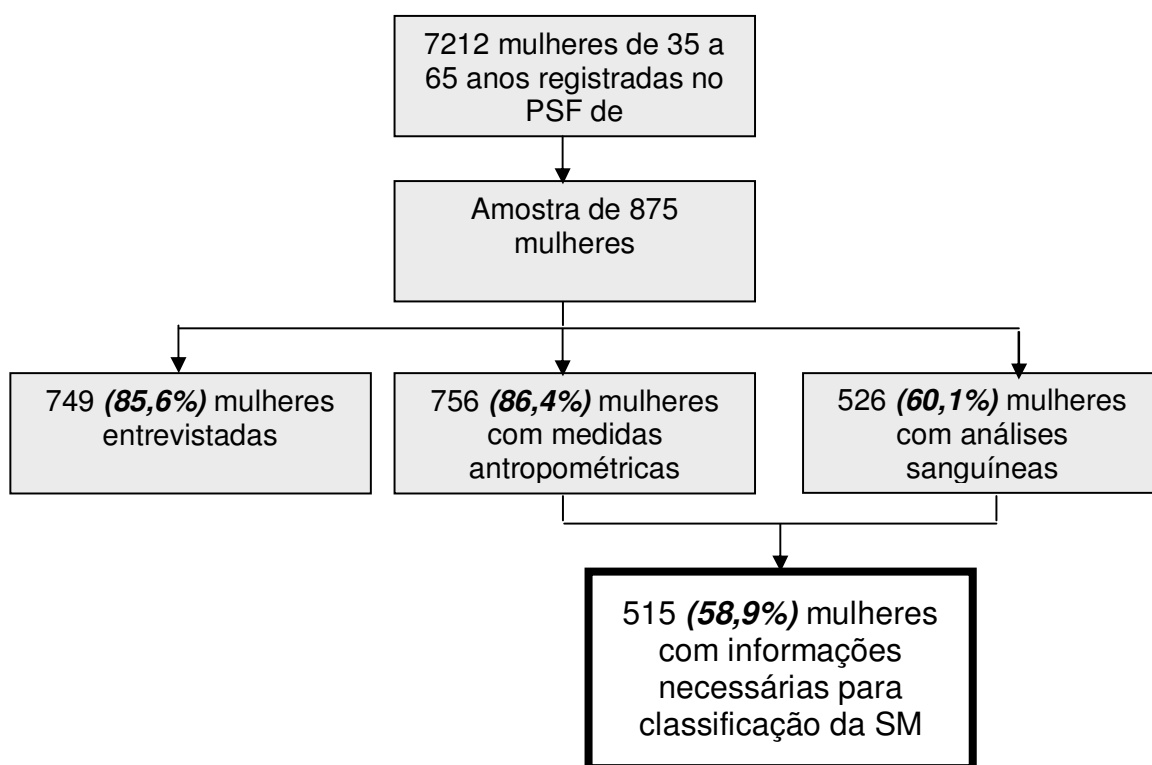 7212 mulheres de 35 a
65 anos registradas no
PSF de
Amostra de 875
mulheres
749 (85,6%) mulheres
entrevistadas
756 (86,4%) mulheres
com medidas
antropométricas
526 (60,1%) mulheres
com análises
sanguíneas
515 (58,9%) mulheres
com informações
necessárias para
classificação da SM